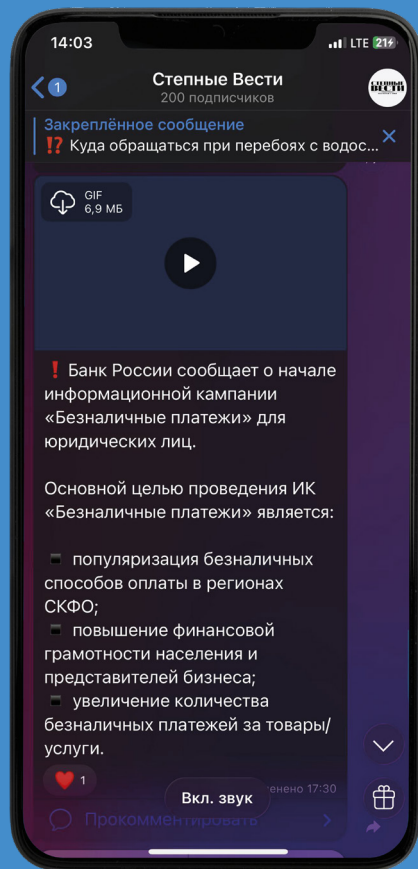 14:03
LTE 21
1
Степные Вести
200 подписчиков
СТЕПНЫЕ
ВЕСТИ
Закреплённое сообщение
⁉️ Куда обращаться при перебоях с водос...
GIF
6,9 МБ
❗ Банк России сообщает о начале
информационной кампании
«Безналичные платежи» для
юридических лиц.
Основной целью проведения ИК
«Безналичные платежи» является:
популяризация безналичных
способов оплаты в регионах
СКФО;
повышение финансовой
грамотности населения и
представителей бизнеса;
увеличение количества
безналичных платежей за товары/
услуги.
❤️ 1
17:30
Вкл. звук
Прокомментировать